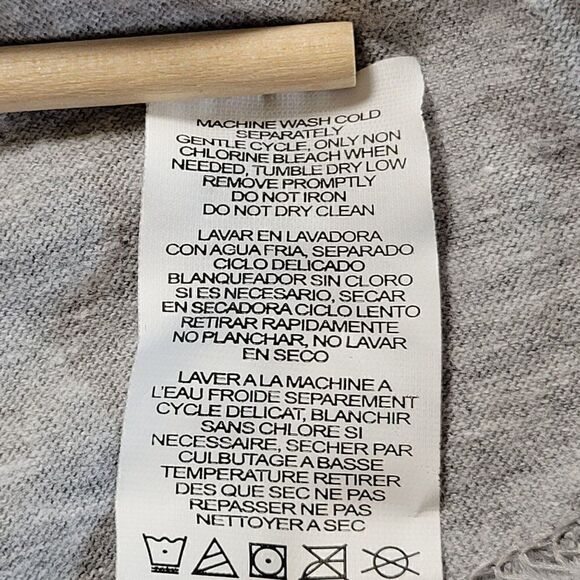 MACHINE WASH COLD
SEPARATELY
GENTLE CYCLE, ONLY NON
CHLORINE BLEACH WHEN
NEEDED, TUMBLE DRY LOW
REMOVE PROMPTLY
DO NOT IRON
DO NOT DRY CLEAN
LAVAR EN LAVADORA
CON AGUA FRIA, SEPARADO
CICLO DELICADO
BLANQUEADOR SIN CLORO
SI ES NECESARIO, SECAR
EN SECADORA CICLO LENTO
RETIRAR RAPIDAMENTE
NO PLANCHAR, NO LAVAR
EN SECO
LAVER A LA MACHINE A
L'EAU FROIDE SEPAREMENT
CYCLE DELICAT, BLANCHIR
SANS CHLORE SI
NECESSAIRE, SECHER PAR
CULBUTAGE A BASSE
TEMPERATURE RETIRER
DES QUE SEC NE PAS
REPASSER NE PAS
NETTOYER A SEC